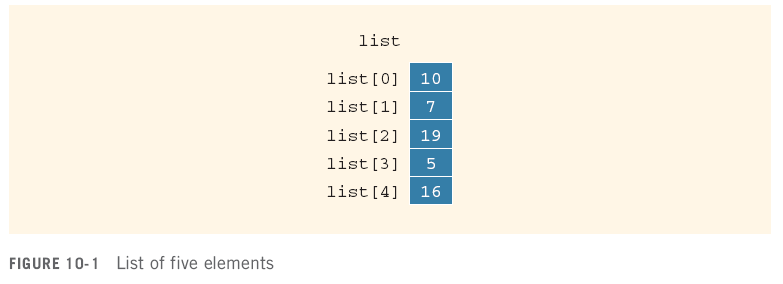 list
list[0] 10
list[1] 7
list[2] 19
list[3] 5
list[4] 16
FIGURE 10-1 List of five elements